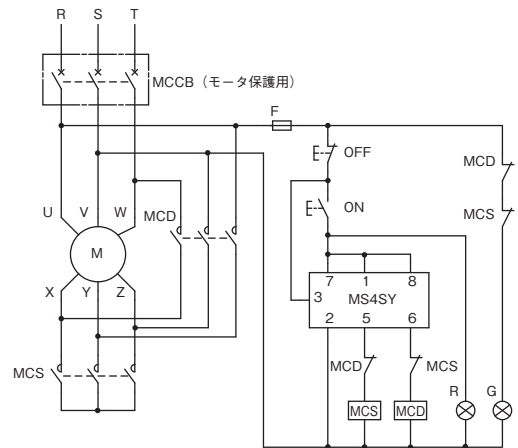 R S T
MCCB（モータ保護用）
F
OFF
MCD
U V W
MCD
ON
MCS
M
7 1 8
3 MS4SY
X Y Z
2 5 6
MCS
MCD MCS
R G
MCS MCD